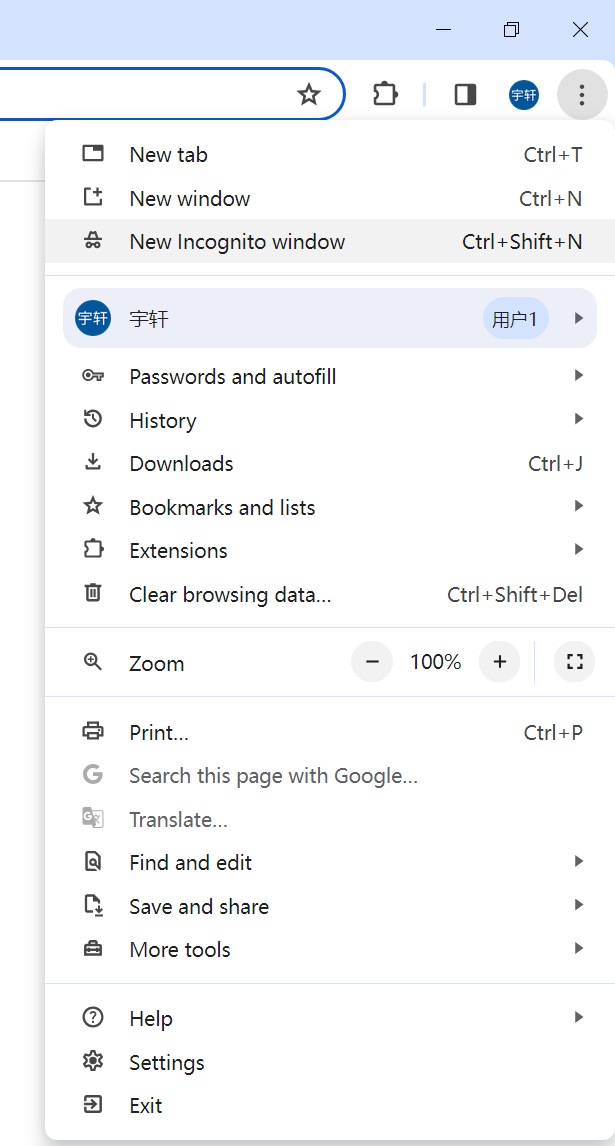 宇轩
New tab Ctrl+T
New window Ctrl+N
New Incognito window Ctrl+Shift+N
宇轩 宇轩 用户1
Passwords and autofill
History
Downloads Ctrl+J
Bookmarks and lists
Extensions
Clear browsing data... Ctrl+Shift+Del
Zoom − 100% +
Print... Ctrl+P
G Search this page with Google...
Translate...
Find and edit
Save and share
More tools
Help
Settings
Exit